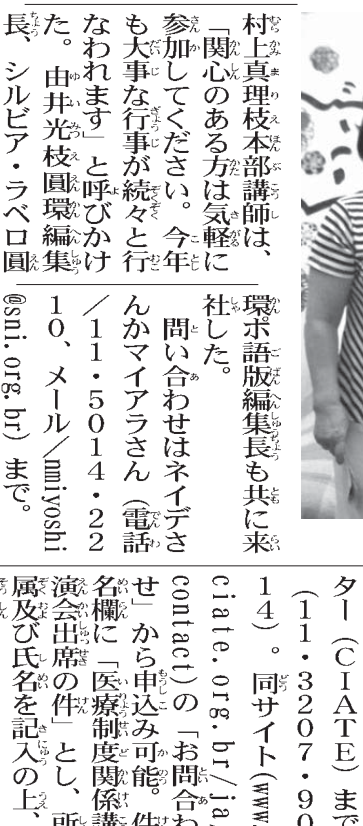 村上真理枝本部講師は、
「関心のある方は気軽に
参加してください。今年
も大事な行事が続々と行
なわれます」と呼びかけ
た。由井光枝圓環編集
長、シルビア・ラベロ圓
環ポ語版編集長も共に来
社した。
問い合わせはネイデさ
んかマイアラさん（電話
／11・5014・22
10、メール／nmiyoshi
@sni.org.br）まで。
ター（CIATE）まで
（11・3207・90
14）。同サイト（www.
ciate.org.br/ja
contact）の「お問合わ
せ」から申込み可能。件
名欄に「医療制度関係講
演会出席の件」とし、所
属及び氏名を記入の上、